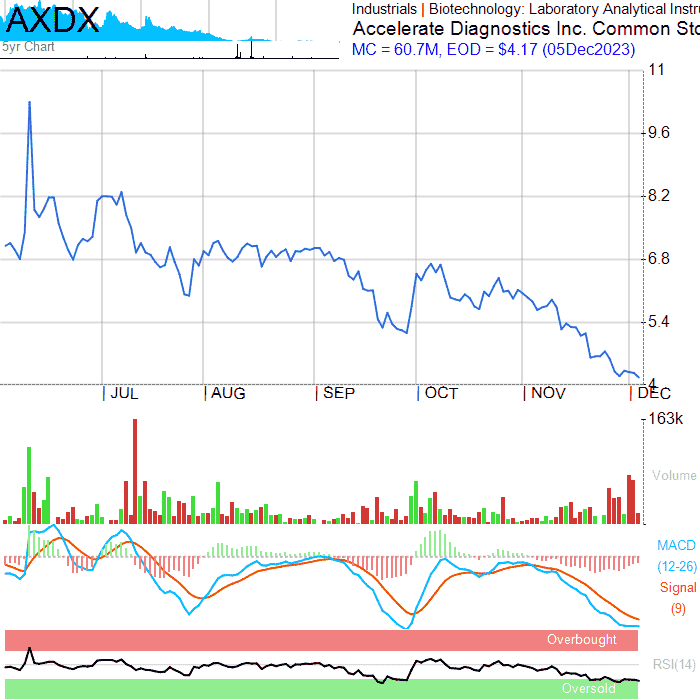 AXDX
5yr Chart
Industrials | Biotechnology: Laboratory Analytical Instru
Accelerate Diagnostics Inc. Common Sto
MC = 60.7M, EOD = $4.17 (05Dec2023)
11
9.6
8.2
6.8
5.4
4
JUL AUG SEP OCT NOV DEC
163k
Volume
MACD
(12-26)
Signal
(9)
Overbought
RSI(14)
Oversold